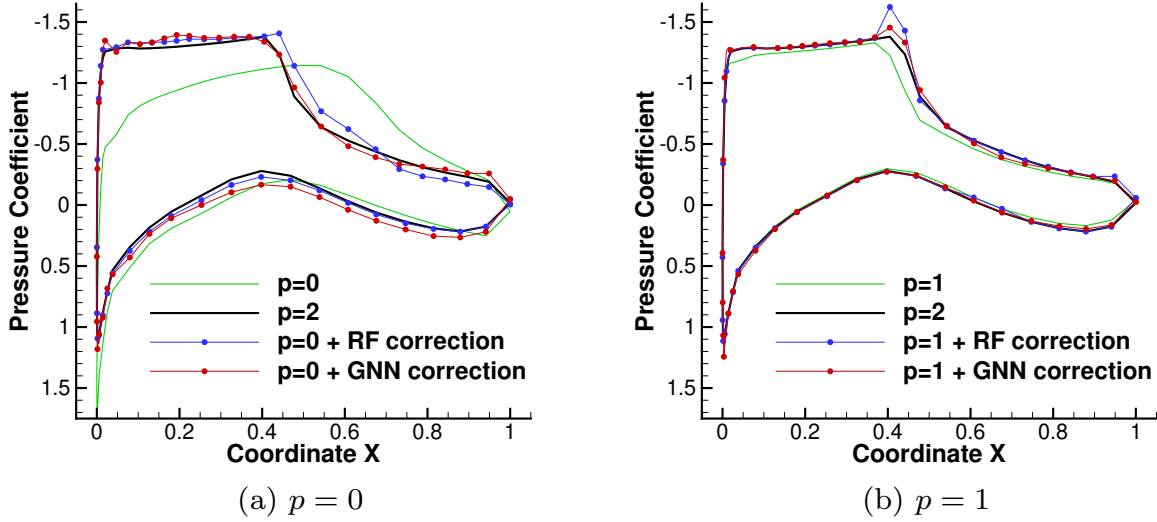 -1.5
-1
-0.5
0
0.5
1
1.5
Pressure Coefficient
p=0
p=2
p=0 + RF correction
p=0 + GNN correction
0 0.2 0.4 0.6 0.8 1
Coordinate X
(a) p = 0
-1.5
-1
-0.5
0
0.5
1
1.5
Pressure Coefficient
p=1
p=2
p=1 + RF correction
p=1 + GNN correction
0 0.2 0.4 0.6 0.8 1
Coordinate X
(b) p = 1